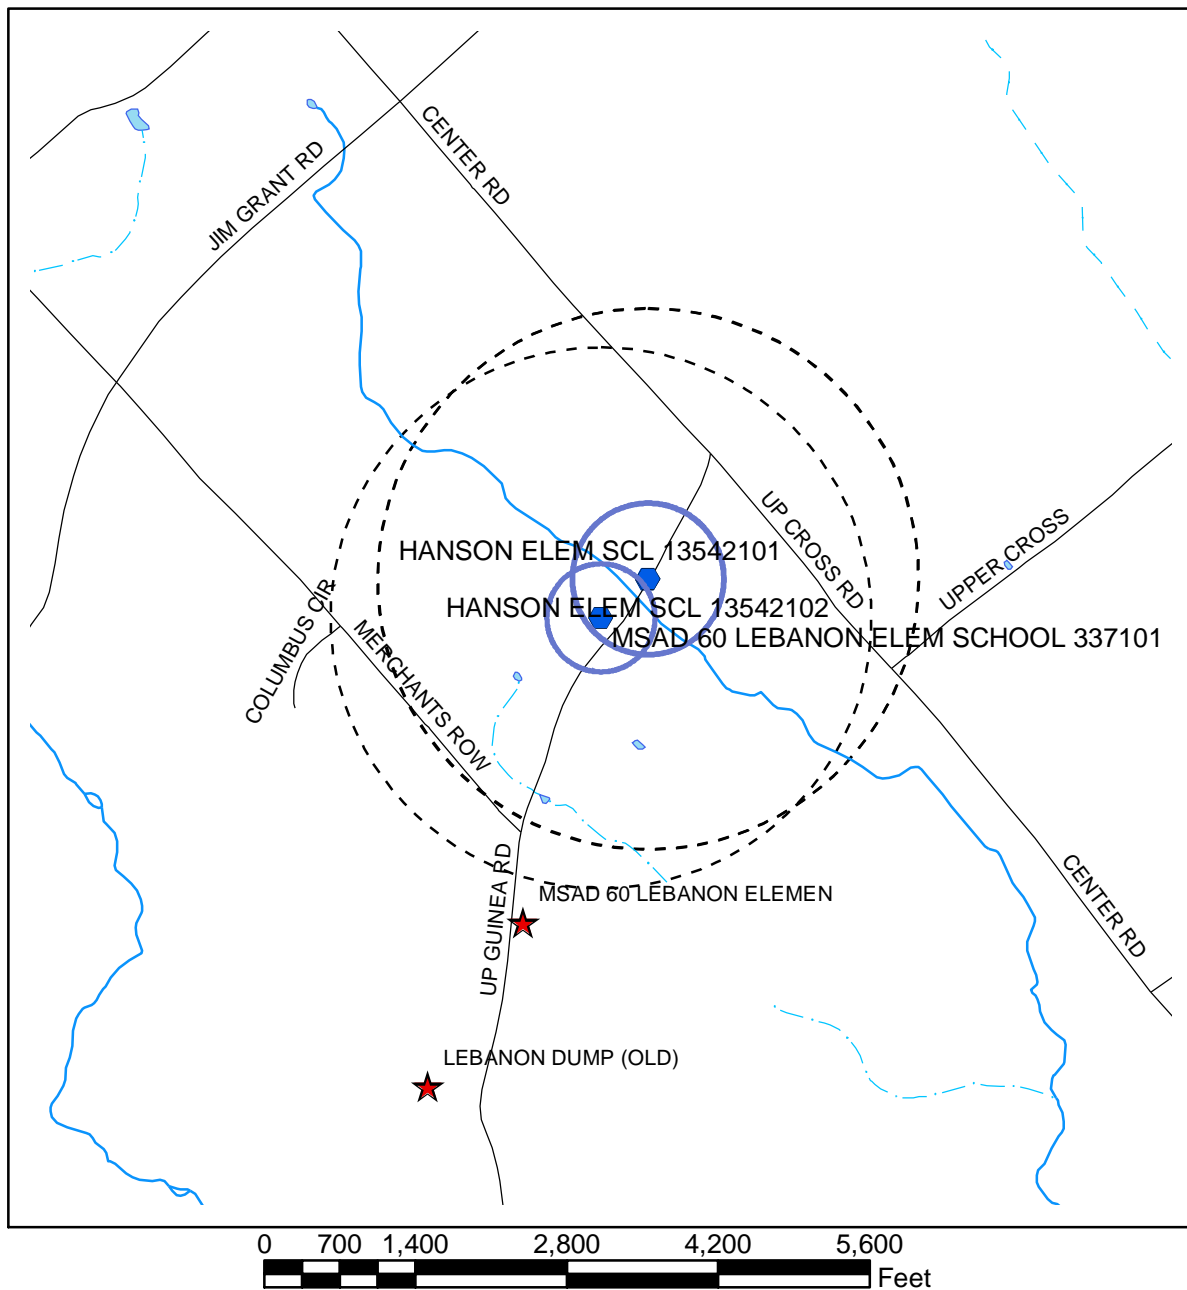 CENTER RD
JIM GRANT RD
UP CROSS RD
UPPER CROSS
HANSON ELEM SCL 13542101
HANSON ELEM SCL 13542102
MSAD 60 LEBANON ELEM SCHOOL 337101
COLUMBUS CIR
MERCHANTS ROW
UP GUINEA RD
MSAD 60 LEBANON ELEMEN
CENTER RD
LEBANON DUMP (OLD)
0 700 1,400 2,800 4,200 5,600
Feet